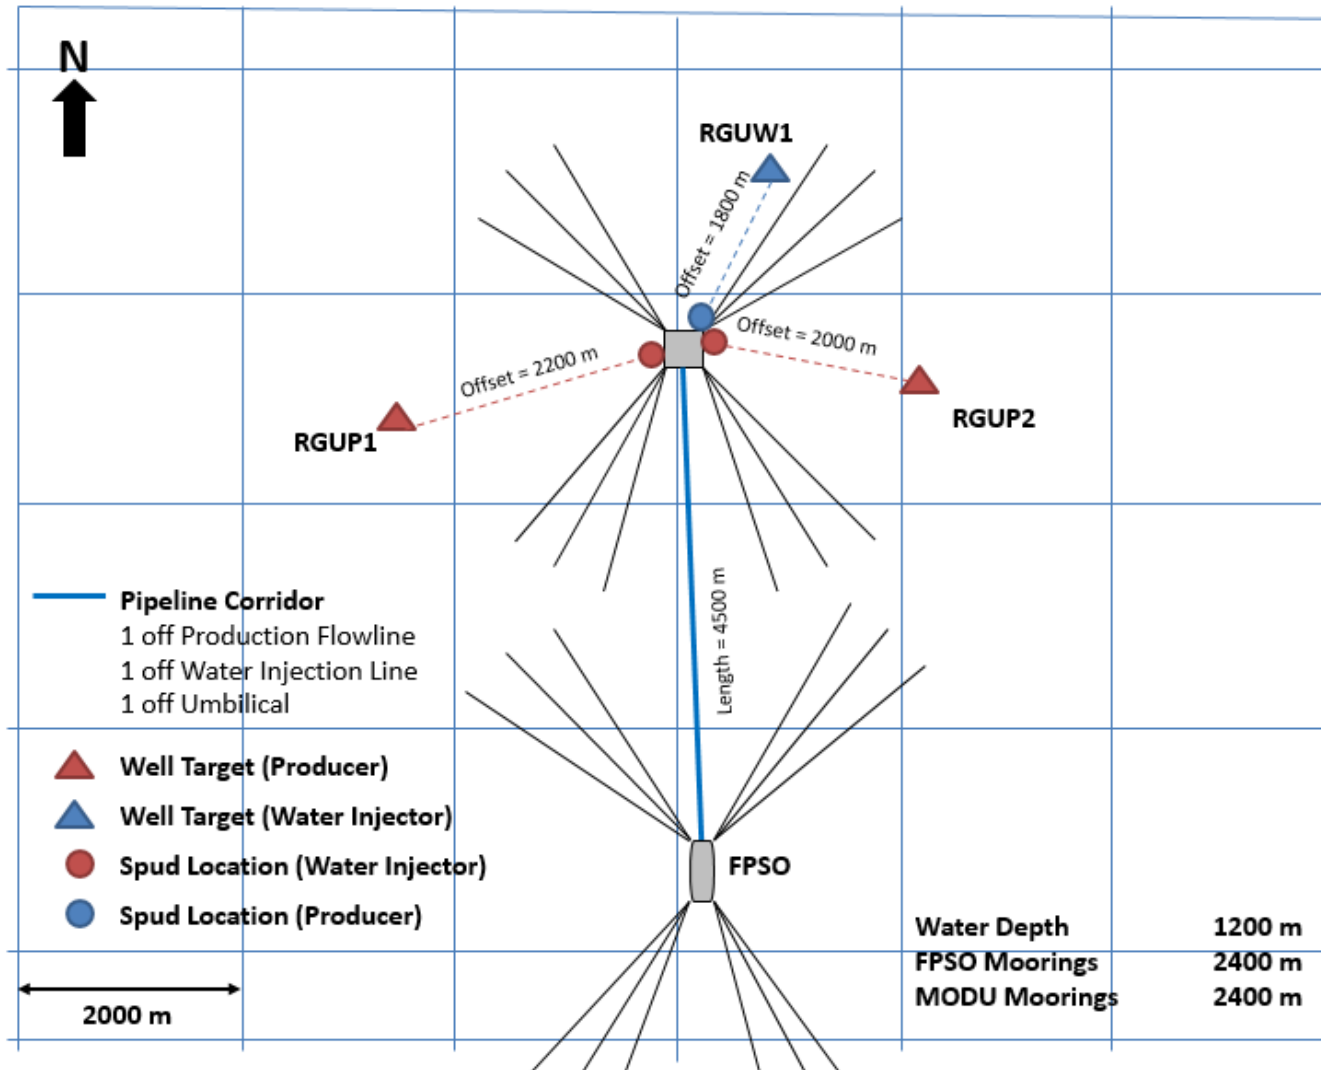 N
RGUW1
Offset = 1800 m
Offset = 2000 m
Offset = 2200 m
RGUP1
RGUP2
Length = 4500 m
Pipeline Corridor
1 off Production Flowline
1 off Water Injection Line
1 off Umbilical
Well Target (Producer)
Well Target (Water Injector)
Spud Location (Water Injector)
Spud Location (Producer)
FPSO
Water Depth 1200 m
FPSO Moorings 2400 m
MODU Moorings 2400 m
2000 m